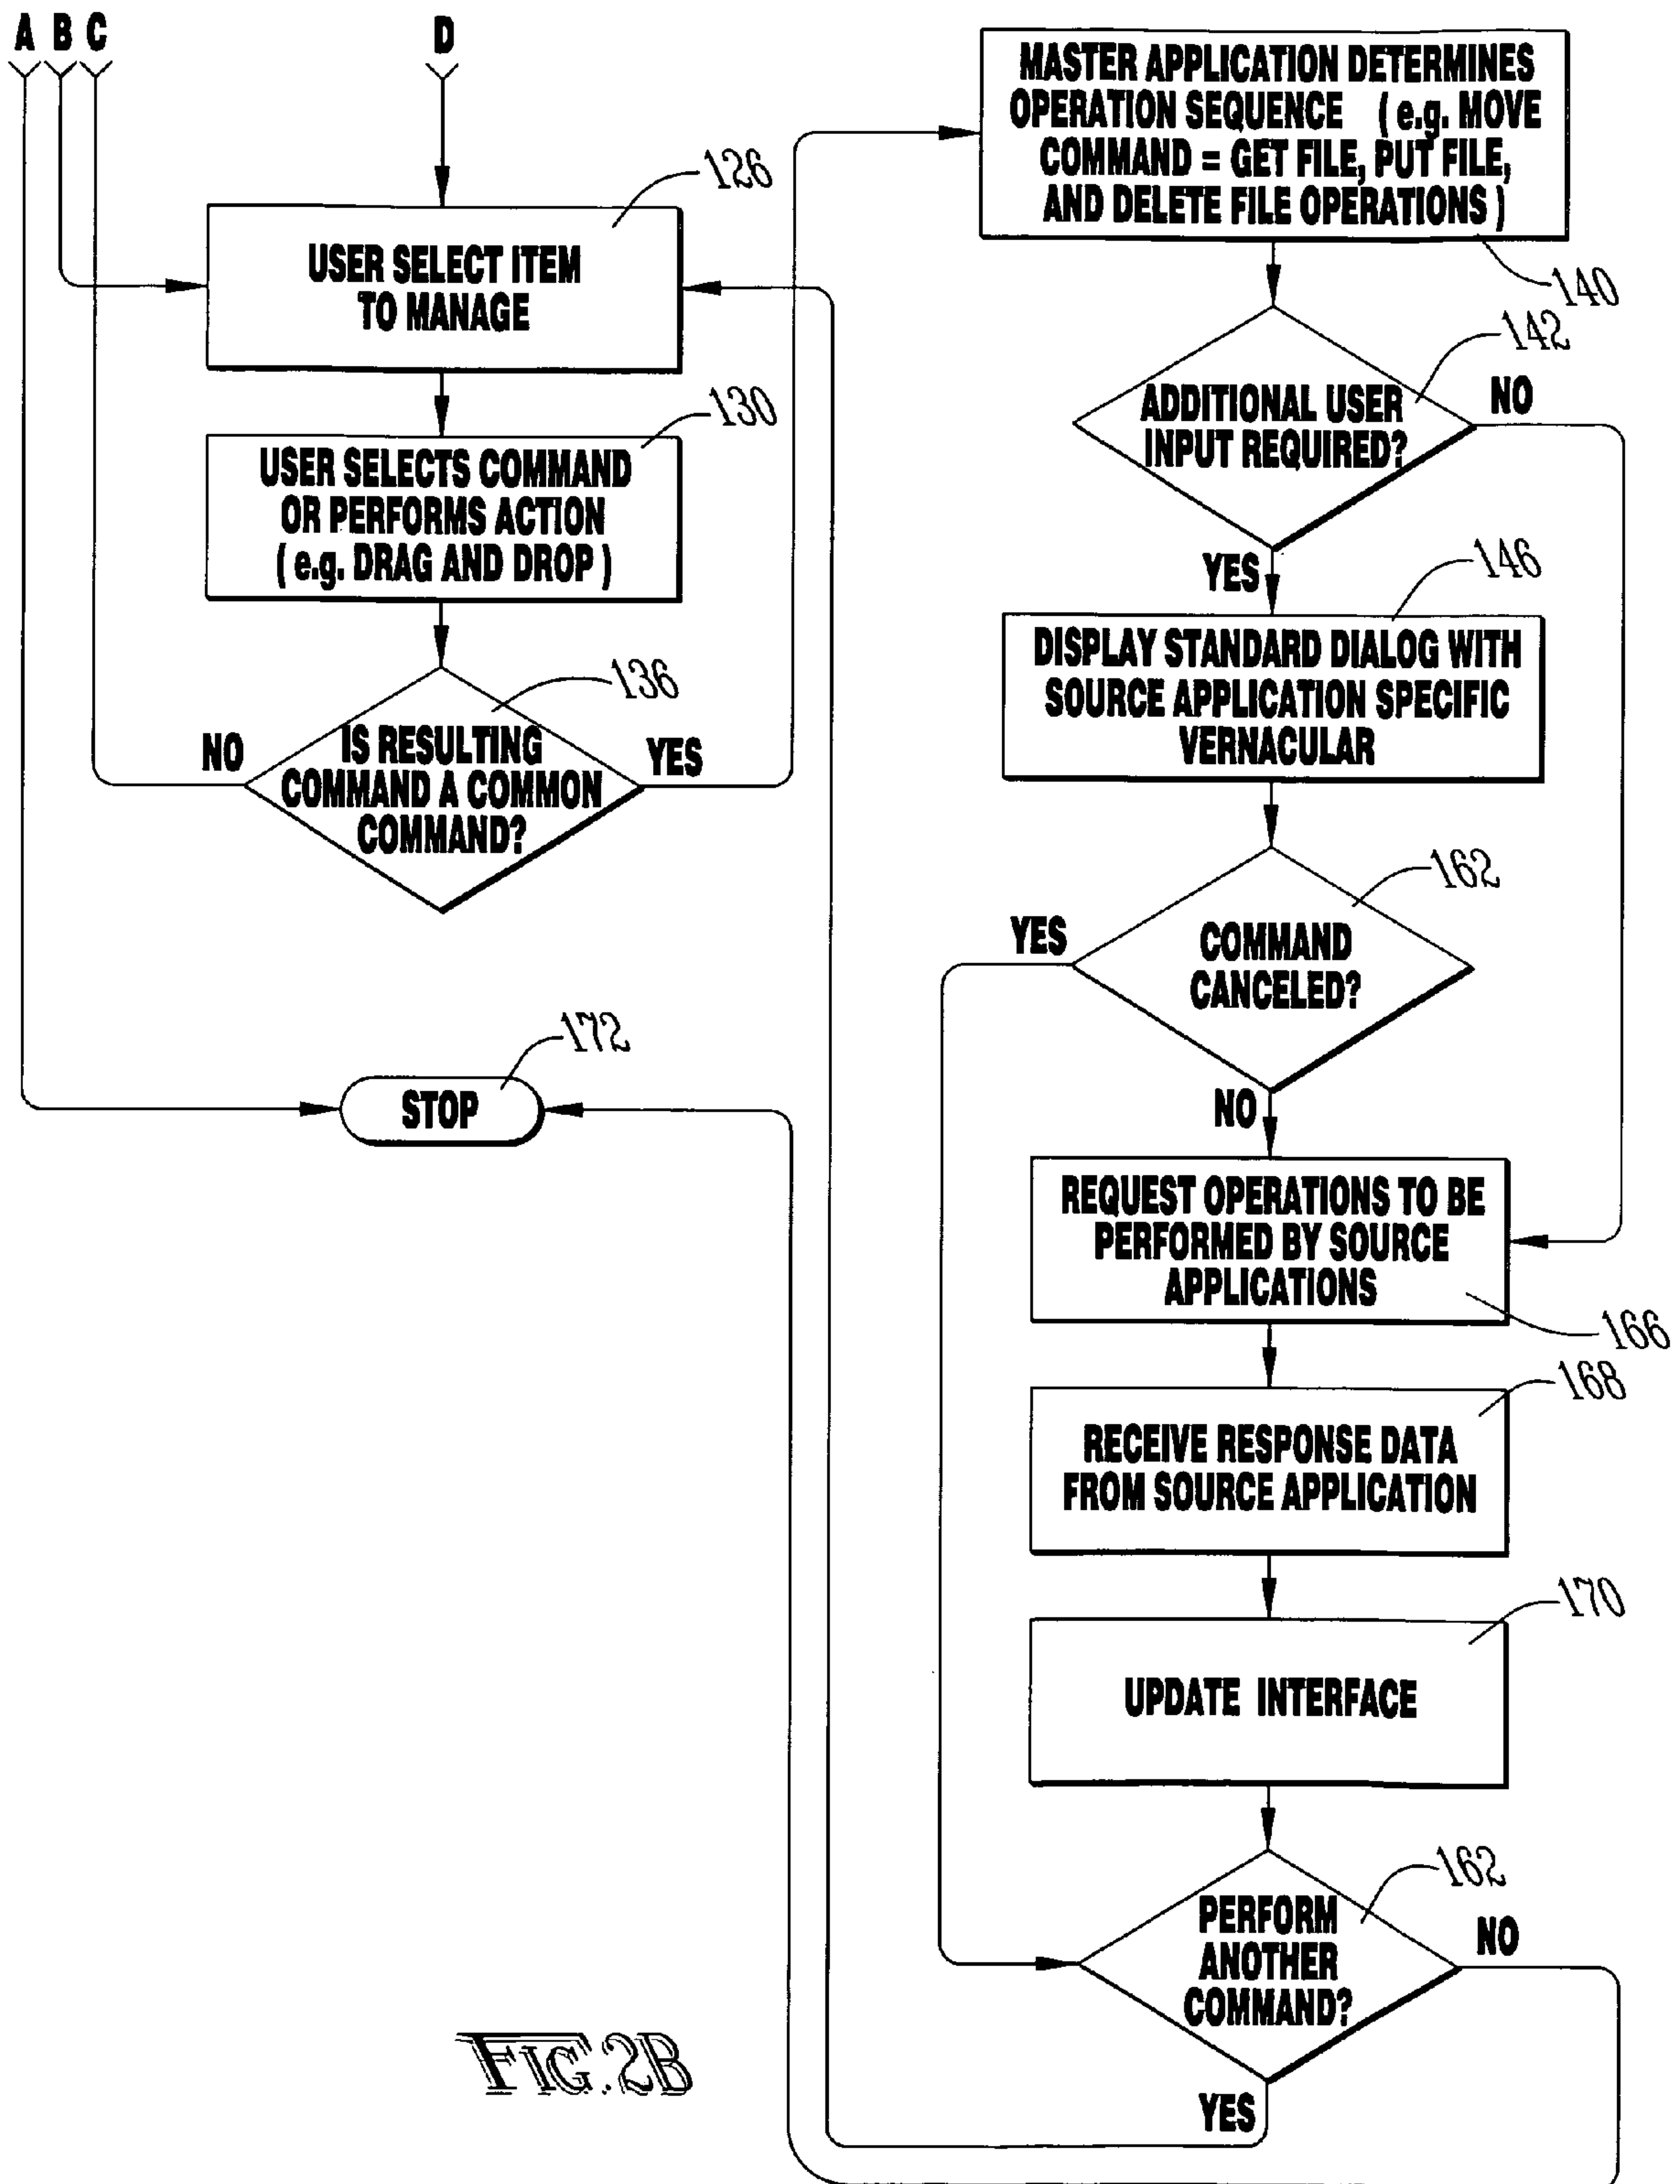 A B C
D
126
USER SELECT ITEM
TO MANAGE
130
USER SELECTS COMMAND
OR PERFORMS ACTION
( e.g. DRAG AND DROP )
136
IS RESULTING
COMMAND A COMMON
COMMAND?
NO
YES
172
STOP
MASTER APPLICATION DETERMINES
OPERATION SEQUENCE ( e.g. MOVE
COMMAND = GET FILE, PUT FILE,
AND DELETE FILE OPERATIONS )
140
142
ADDITIONAL USER
INPUT REQUIRED?
NO
YES
146
DISPLAY STANDARD DIALOG WITH
SOURCE APPLICATION SPECIFIC
VERNACULAR
162
COMMAND
CANCELED?
YES
NO
REQUEST OPERATIONS TO BE
PERFORMED BY SOURCE
APPLICATIONS
166
168
RECEIVE RESPONSE DATA
FROM SOURCE APPLICATION
170
UPDATE INTERFACE
162
PERFORM
ANOTHER
COMMAND?
NO
YES
FIG. 2B